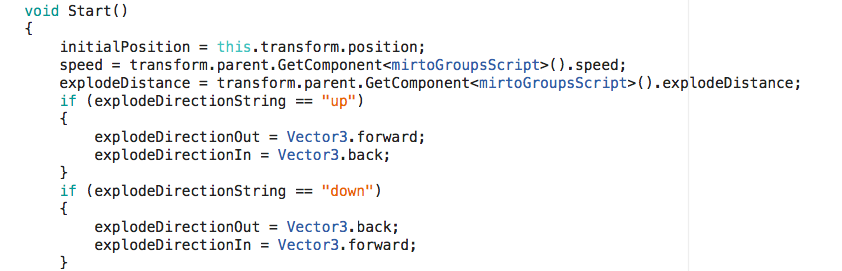 void Start()
{
initialPosition = this.transform.position;
speed = transform.parent.GetComponent<mirtoGroupsScript>().speed;
explodeDistance = transform.parent.GetComponent<mirtoGroupsScript>().explodeDistance;
if (explodeDirectionString == "up")
{
explodeDirectionOut = Vector3.forward;
explodeDirectionIn = Vector3.back;
}
if (explodeDirectionString == "down")
{
explodeDirectionOut = Vector3.back;
explodeDirectionIn = Vector3.forward;
}